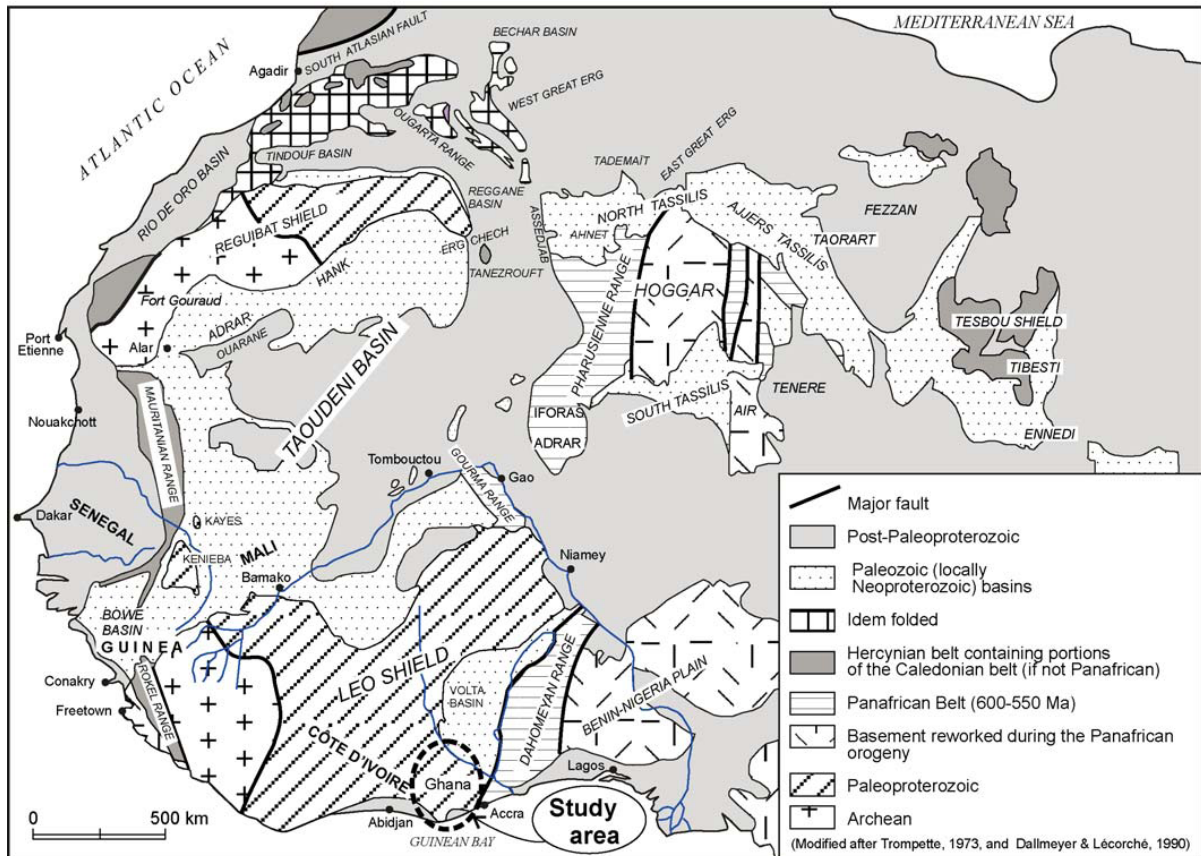 MEDITERRANEAN SEA
ATLANTIC OCEAN
SOUTH ATLASIAN FAULT
BECHAR BASIN
Agadir
WEST GREAT ERG
OUGARTA RANGE
TINDOUF BASIN
RIO DE ORO BASIN
REGUIBAT SHIELD
REGGANE
BASIN
TADEMAÏT
EAST GREAT ERG
ASSEDJAB
NORTH TASSILIS
AHNET
AJJERS TASSILIS
FEZZAN
TAORART
ERG CHECH
TANEZROUFT
HANK
Fort Gouraud
HOGGAR
PHARUSIENNE RANGE
ADRAR
OUARANE
Port
Etienne
Alar
TESBOU SHIELD
TIBESTI
TAOUDENI BASIN
MAURITANIAN RANGE
Nouakchott
TENERE
SOUTH TASSILIS
AIR
IFORAS
ADRAR
ENNEDI
Tombouctou
GOURMA RANGE
Gao
Dakar
SENEGAL
KAYES
KENIEBA
MALI
Bamako
Niamey
BOWE
BASIN
GUINEA
Conakry
ROKEL RANGE
Freetown
LEO SHIELD
VOLTA
BASIN
DAHOMEYAN RANGE
BENIN-NIGERIA PLAIN
CÔTE D'IVOIRE
Ghana
Lagos
Accra
Abidjan
GUINEAN BAY
Study
area
0
500 km
Major fault
Post-Paleoproterozoic
Paleozoic (locally
Neoproterozoic) basins
Idem folded
Hercynian belt containing portions
of the Caledonian belt (if not Panafrican)
Panafrican Belt (600-550 Ma)
Basement reworked during the Panafrican
orogeny
Paleoproterozoic
Archean
(Modified after Trompette, 1973, and Dallmeyer & Lécorché, 1990)